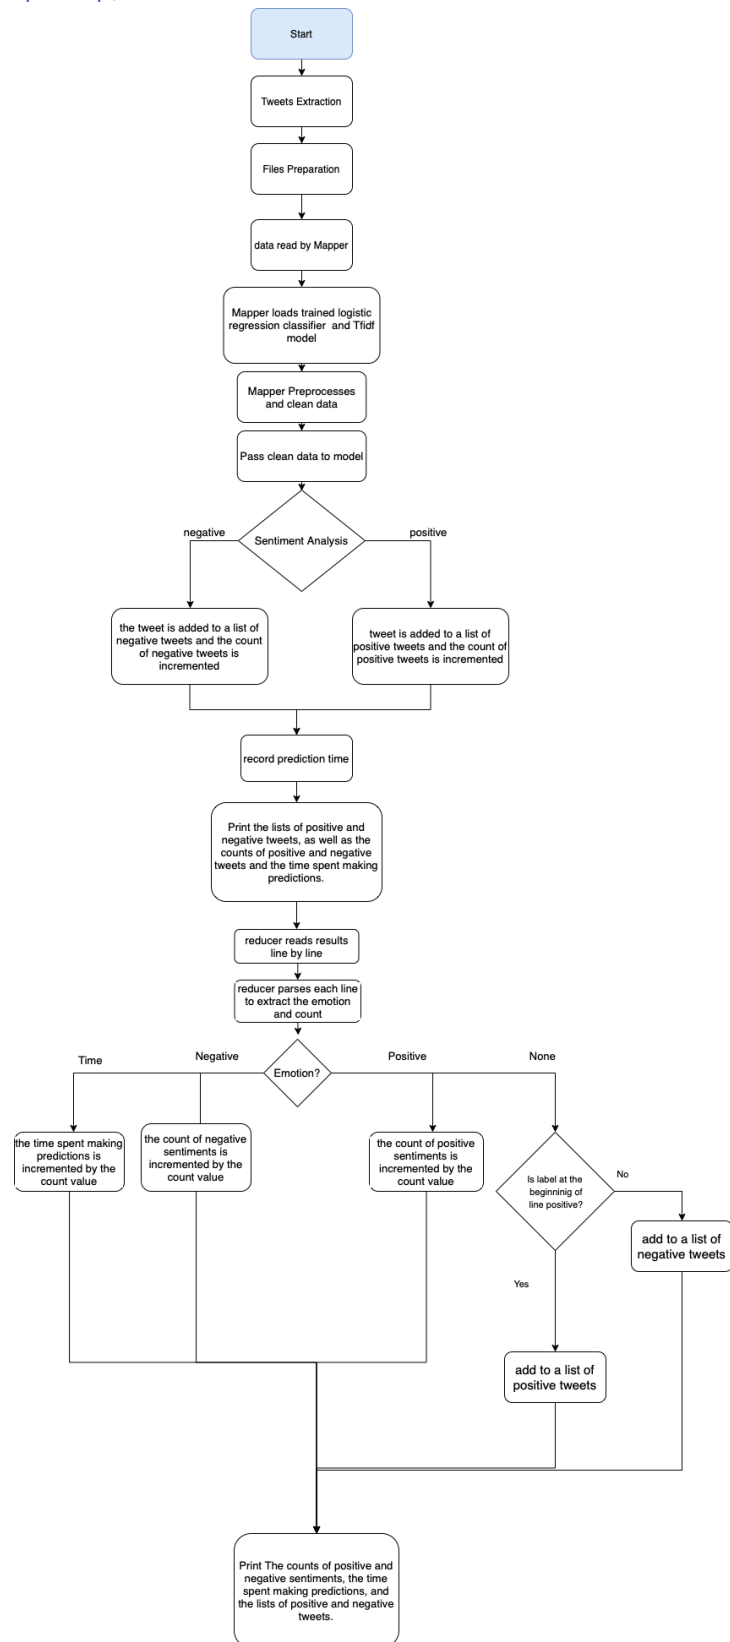 Start
Tweets Extraction
Files Preparation
data read by Mapper
Mapper loads trained logistic
regression classifier and Tfidf
model
Mapper Preprocesses
and clean data
Pass clean data to model
negative
Sentiment Analysis
positive
the tweet is added to a list of
negative tweets and the count
of negative tweets is
incremented
tweet is added to a list of
positive tweets and the count of
positive tweets is incremented
record prediction time
Print the lists of positive and
negative tweets, as well as the
counts of positive and negative
tweets and the time spent making
predictions.
reducer reads results
line by line
reducer parses each line
to extract the emotion
and count
Time
Negative
Emotion?
Positive
None
the time spent making
predictions is
incremented by the
count value
the count of negative
sentiments is
incremented by the
count value
the count of positive
sentiments is
incremented by the
count value
Is label at the
beginninig of
line positive?
No
add to a list of
negative tweets
Yes
add to a list of
positive tweets
Print The counts of positive and
negative sentiments, the time
spent making predictions, and
the lists of positive and negative
tweets.